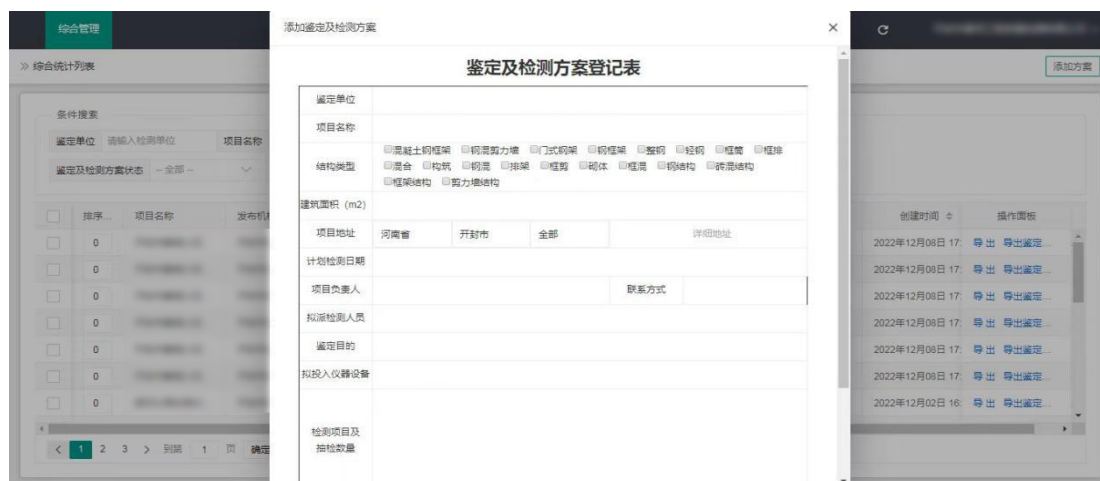 综合管理
添加鉴定及检测方案
综合统计列表
添加方案
鉴定及检测方案登记表
条件搜索
鉴定单位 请输入检测单位 项目名称
鉴定及检测方案状态 -- 全部 --
鉴定单位
项目名称
结构类型
混凝土钢框架 钢混剪力墙 门式钢架 钢框架 整钢 轻钢 框筒 框排
混合 构筑 钢混 排架 框剪 砌体 框混 钢结构 砖混结构
框架结构 剪力墙结构
建筑面积（m2）
项目地址 河南省 开封市 全部 详细地址
计划检测日期
项目负责人 联系方式
拟派检测人员
鉴定目的
拟投入仪器设备
检测项目及
抽检数量
排序... 项目名称 发布机 创建时间 操作面板
0 2022年12月08日 17: 导出 导出鉴定...
0 2022年12月08日 17: 导出 导出鉴定...
0 2022年12月08日 17: 导出 导出鉴定...
0 2022年12月08日 17: 导出 导出鉴定...
0 2022年12月08日 17: 导出 导出鉴定...
0 2022年12月08日 17: 导出 导出鉴定...
0 2022年12月02日 16: 导出 导出鉴定...
1 2 3 到第 1 页 确定